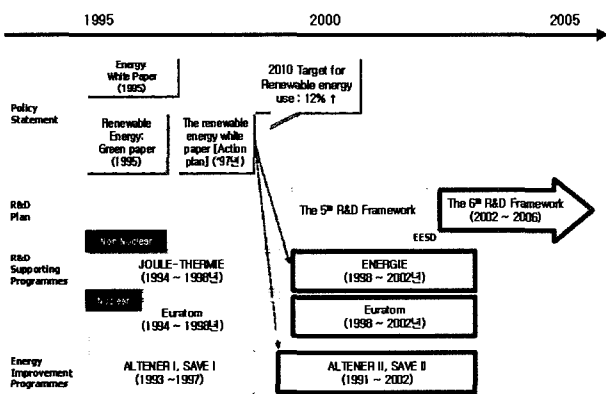 1995
2000
2005
Energy
White Paper
(1995)
2010 Target for
Renewable energy
use : 12% ↑
Policy
Statement
Renewable
Energy:
Green paper
(1995)
The renewable
energy white
paper [Action
plan] ('97년)
R&D
Plan
The 5th R&D Framework
The 6th R&D Framework
(2002 ~ 2006)
EESD
Non Nuclear
R&D
Supporting
Programmes
JOULE-THERMIE
(1994 ~ 1998년)
ENERGIE
(1998 ~ 2002년)
Nuclear
Euratom
(1994 ~ 1998년)
Euratom
(1998 ~ 2002년)
Energy
Improvement
Programmes
ALTENER I, SAVE I
(1993 ~1997)
ALTENER II, SAVE II
(1991 ~ 2002)